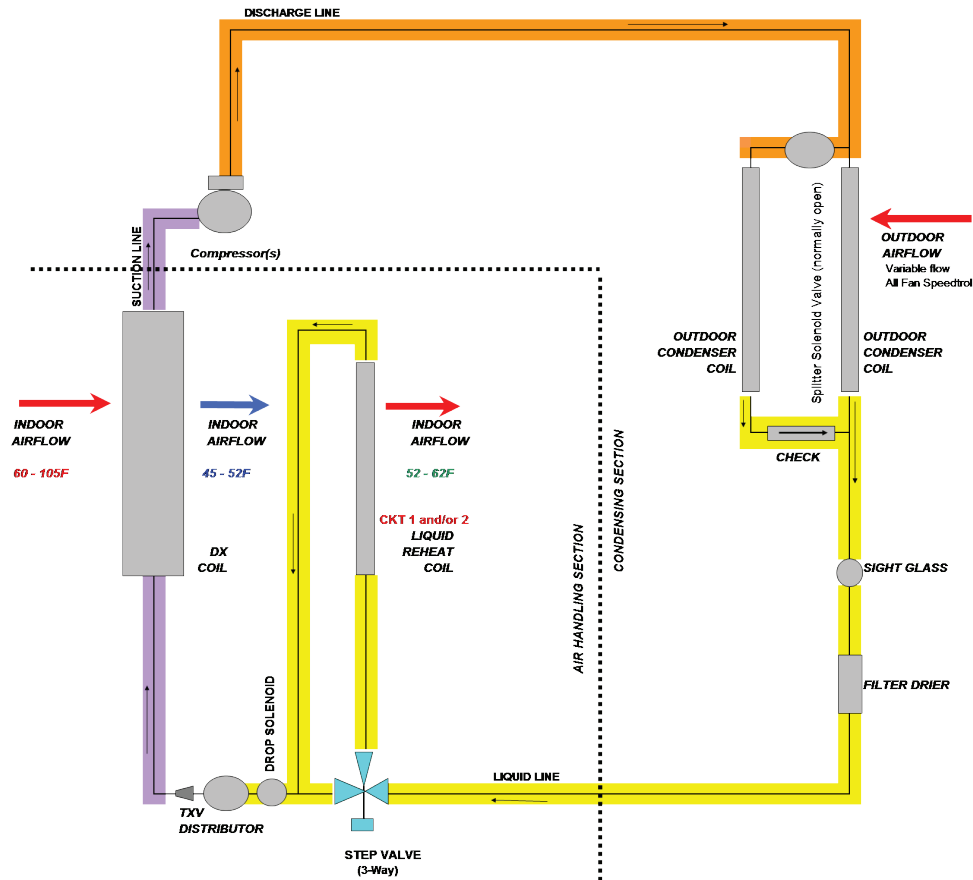 DISCHARGE LINE
SUCTION LINE
Compressor(s)
Splitter Solenoid Valve (normally open)
OUTDOOR
AIRFLOW
Variable flow
All Fan Speedtrol
OUTDOOR
CONDENSER
COIL
OUTDOOR
CONDENSER
COIL
INDOOR
AIRFLOW
60 - 105F
INDOOR
AIRFLOW
45 - 52F
INDOOR
AIRFLOW
52 - 62F
CHECK
CKT 1 and/or 2
LIQUID
REHEAT
COIL
DX
COIL
AIR HANDLING SECTION
CONDENSING SECTION
SIGHT GLASS
FILTER DRIER
DROP SOLENOID
LIQUID LINE
TXV
DISTRIBUTOR
STEP VALVE
(3-Way)